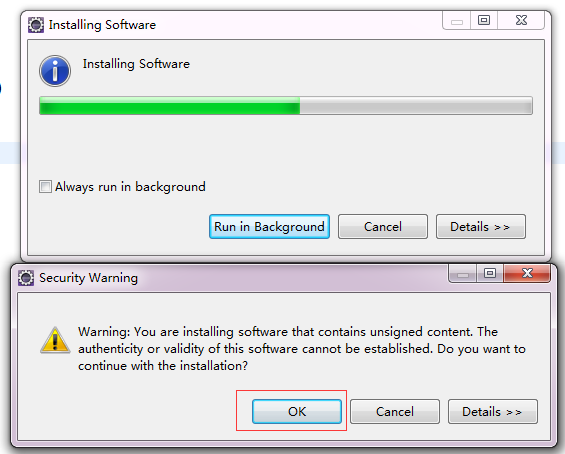 Installing Software
Installing Software
Always run in background
Run in Background Cancel Details >>
Security Warning
Warning: You are installing software that contains unsigned content. The
authenticity or validity of this software cannot be established. Do you want to
continue with the installation?
OK Cancel Details >>